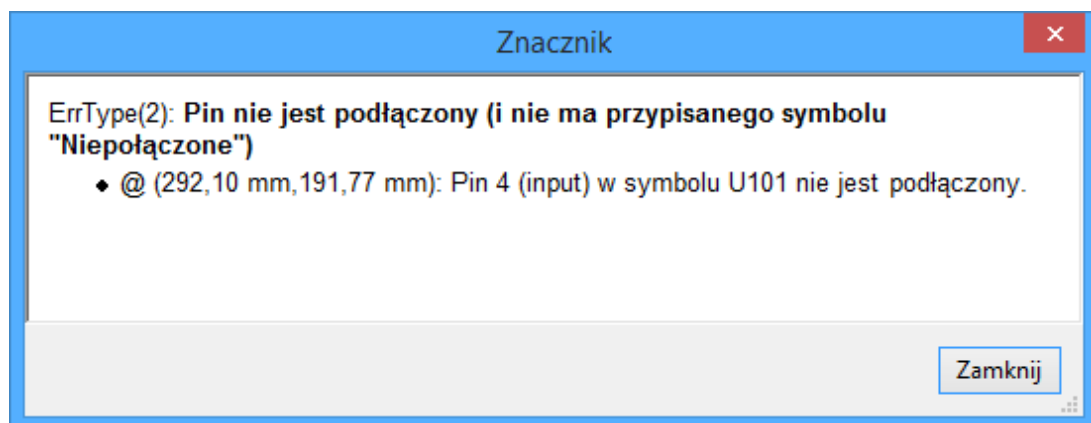 Znacznik
ErrType(2): Pin nie jest podłączony (i nie ma przypisanego symbolu
"Niepołączone")
◆ @ (292,10 mm,191,77 mm): Pin 4 (input) w symbolu U101 nie jest podłączony.
Zamknij